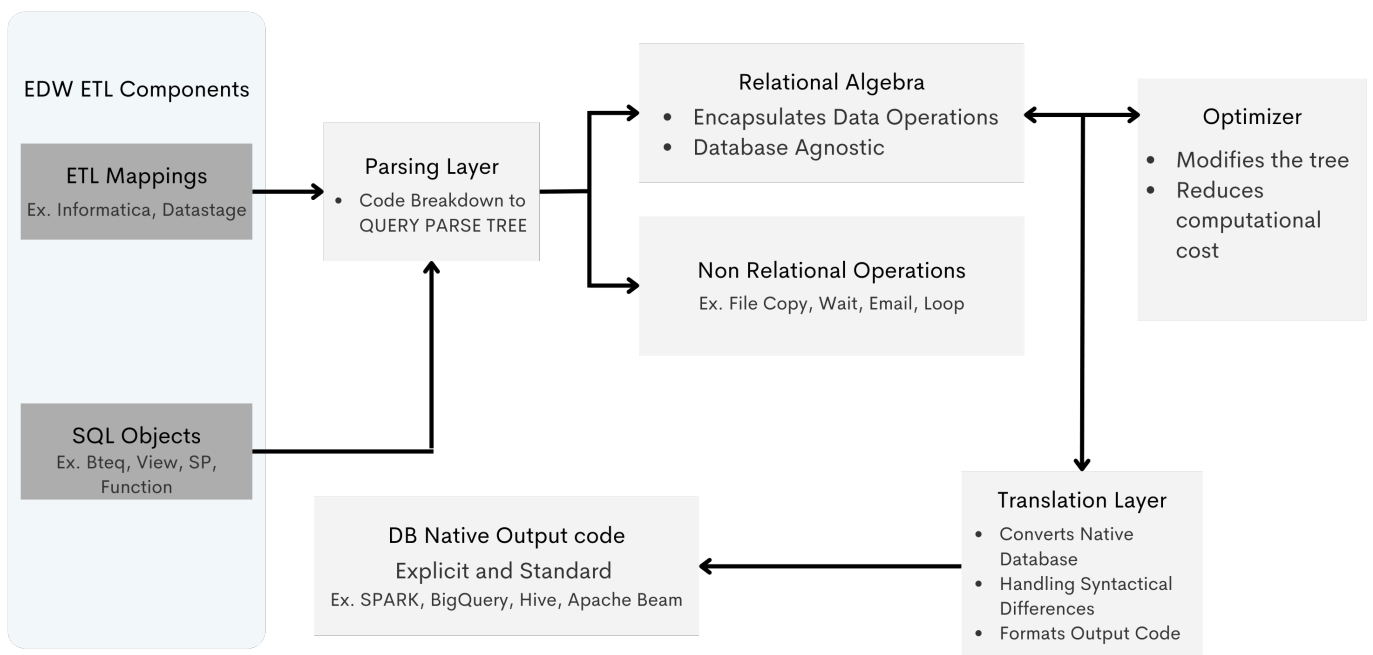 EDW ETL Components
ETL Mappings
Ex. Informatica, Datastage
SQL Objects
Ex. Bteq, View, SP,
Function
Parsing Layer
• Code Breakdown to
QUERY PARSE TREE
Relational Algebra
• Encapsulates Data Operations
• Database Agnostic
Non Relational Operations
Ex. File Copy, Wait, Email, Loop
Optimizer
• Modifies the tree
• Reduces
computational
cost
Translation Layer
• Converts Native
Database
• Handling Syntactical
Differences
• Formats Output Code
DB Native Output code
Explicit and Standard
Ex. SPARK, BigQuery, Hive, Apache Beam